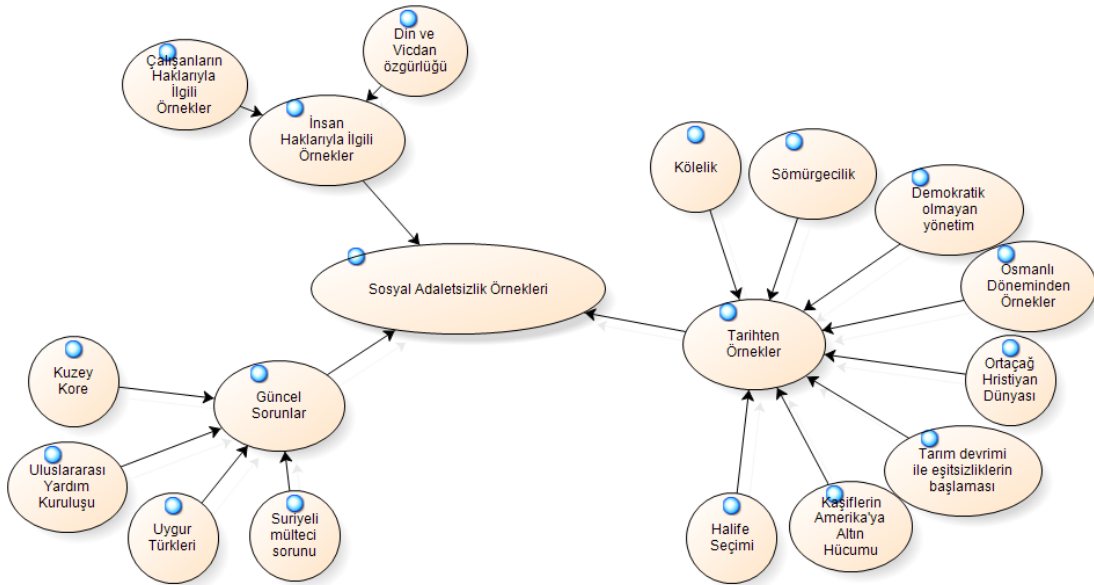 Din ve
Vicdan
özgürlüğü
Çalışanların
Haklarıyla
İlgili
Örnekler
İnsan
Haklarıyla İlgili
Örnekler
Kölelik
Sömürgecilik
Demokratik
olmayan
yönetim
Osmanlı
Döneminden
Örnekler
Sosyal Adaletsizlik Örnekleri
Tarihten
Örnekler
Ortaçağ
Hristiyan
Dünyası
Kuzey
Kore
Güncel
Sorunlar
Tarım devrimi
ile eşitsizliklerin
başlaması
Uluslararası
Yardım
Kuruluşu
Uygur
Türkleri
Suriyeli
mülteci
sorunu
Halife
Seçimi
Kaşiflerin
Amerika'ya
Altın
Hücumu